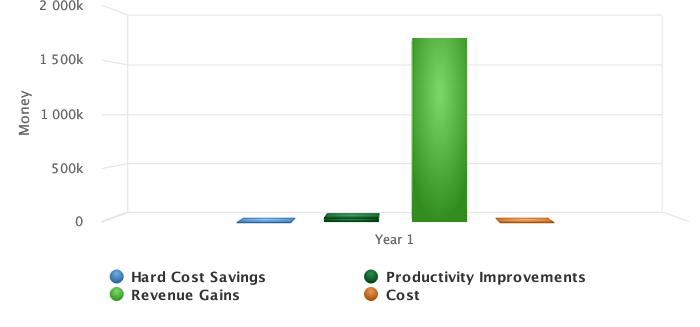 2 000k
1 500k
1 000k
500k
0
Money
Year 1
Hard Cost Savings
Productivity Improvements
Revenue Gains
Cost